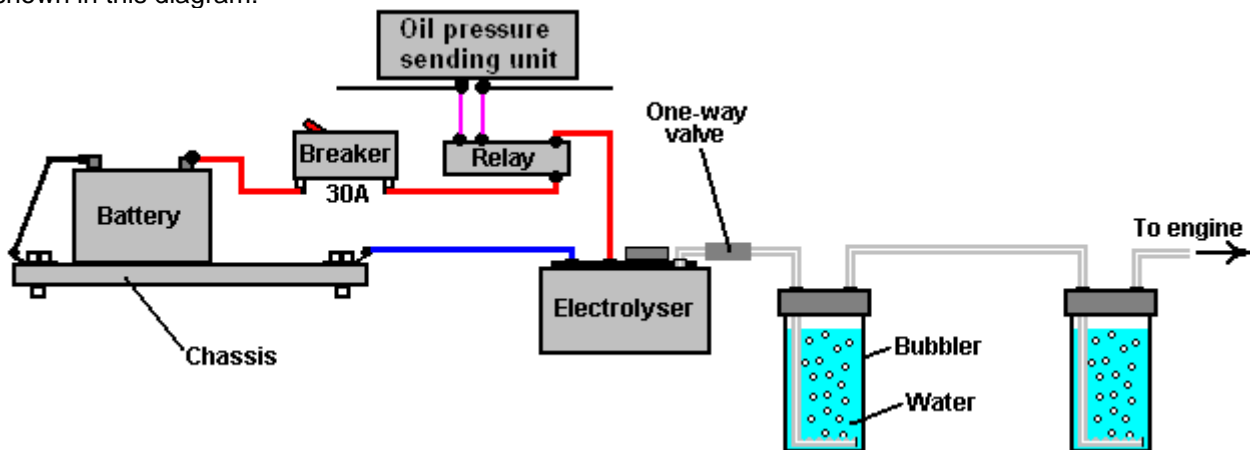 shown in this diagram:
Oil pressure
sending unit
One-way
valve
Breaker
Relay
30A
Battery
To engine
Electrolyser
Chassis
Bubbler
Water